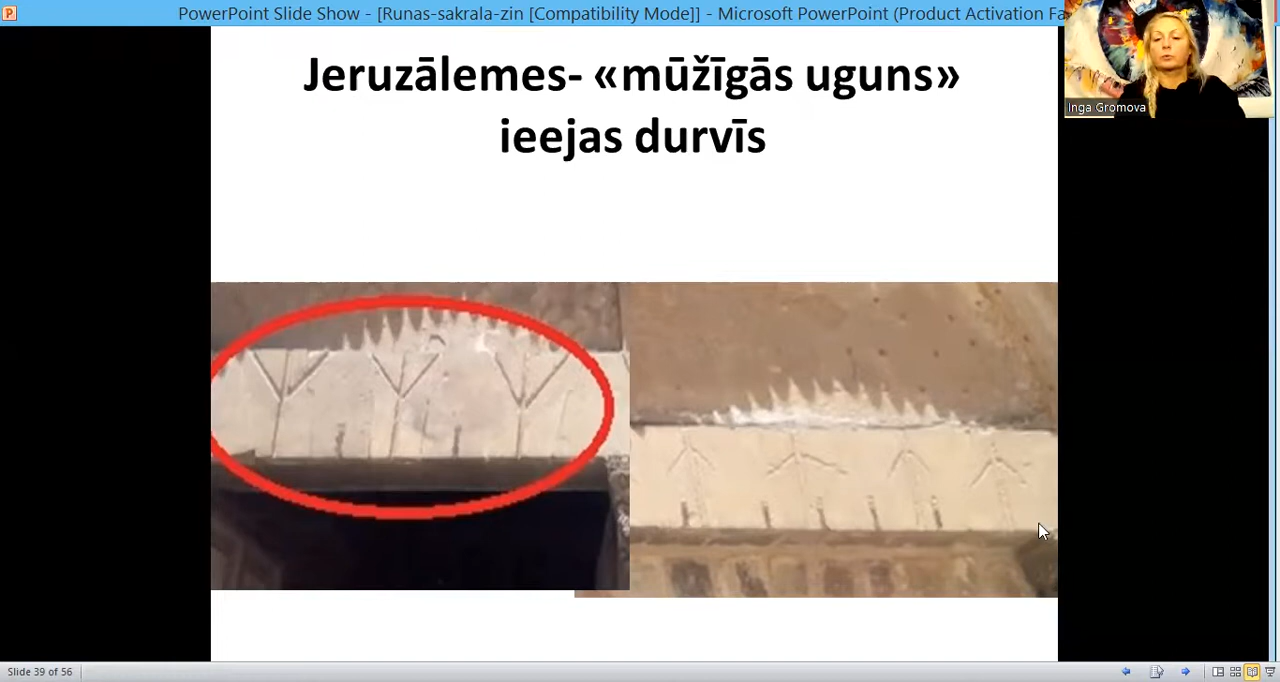 PowerPoint Slide Show - [Runas-sakrala-zin [Compatibility Mode]] - Microsoft PowerPoint (Product Activation Fa
Inga Gromova
Jeruzālemes- «mūžīgās uguns»
ieejas durvīs
Slide 39 of 56